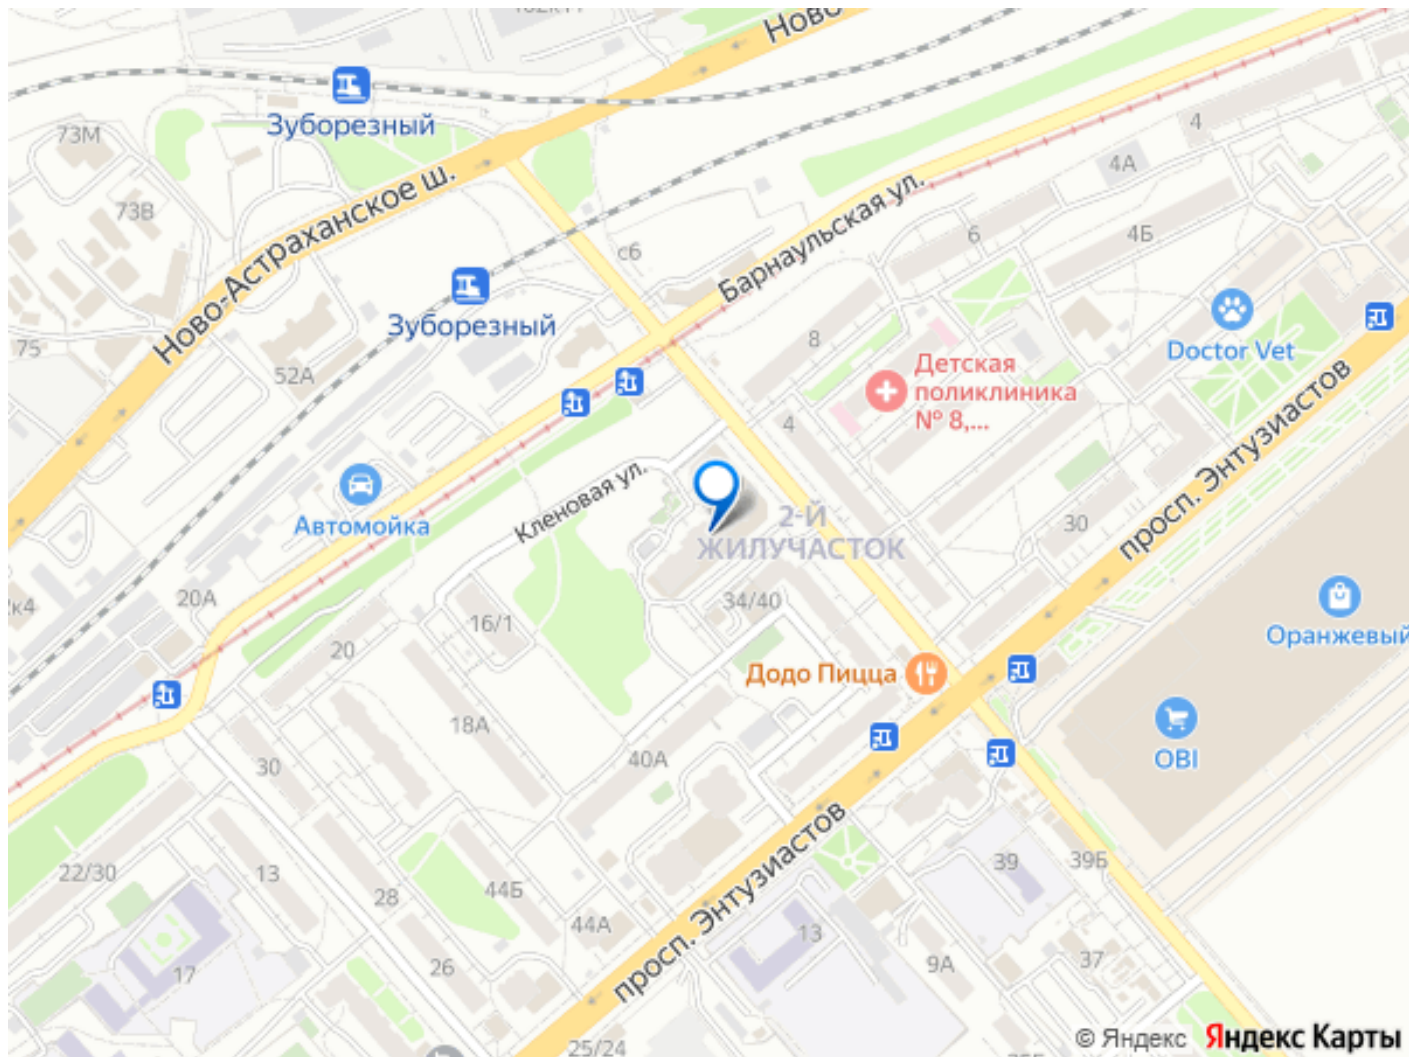 Ново
Зуборезный
73М
73В
Ново-Астраханское ш.
4
4А
4Б
6
с6
Барнаульская ул.
Зуборезный
75
52А
8
Doctor Vet
Детская
поликлиника
№ 8,...
4
просп. Энтузиастов
Кленовая ул.
Автомойка
2-Й
ЖИЛУЧАСТОК
30
20А
16/1
34/40
20
Оранжевый
Додо Пицца
18А
40А
30
OBI
22/30
13
28
44Б
44А
просп. Энтузиастов
39
39Б
13
17
26
9А
37
25/24
© Яндекс Яндекс Карты